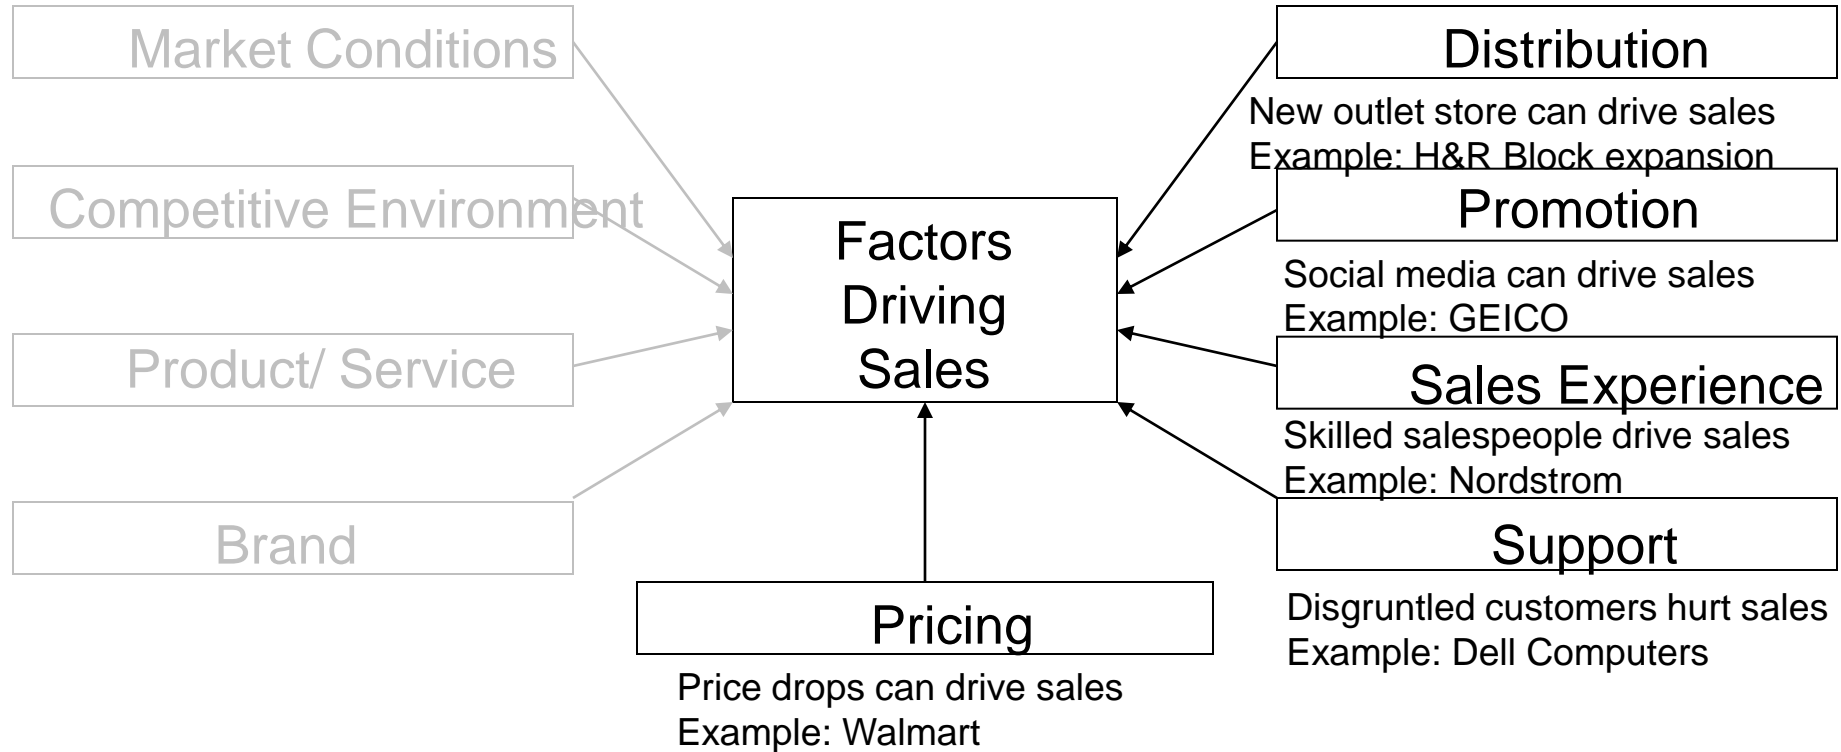 Market Conditions
Competitive Environment
Product/ Service
Brand
Factors
Driving
Sales
Pricing
Price drops can drive sales
Example: Walmart
Distribution
New outlet store can drive sales
Example: H&R Block expansion
Promotion
Social media can drive sales
Example: GEICO
Sales Experience
Skilled salespeople drive sales
Example: Nordstrom
Support
Disgruntled customers hurt sales
Example: Dell Computers